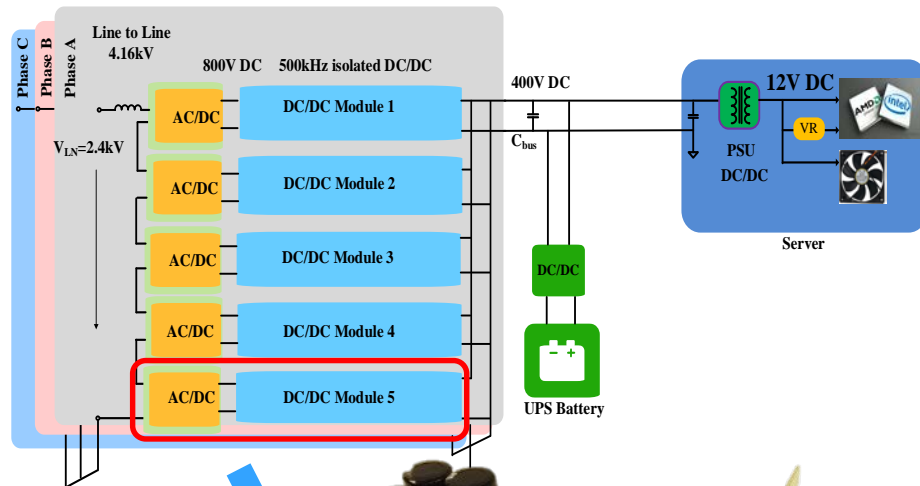 Phase C
Phase B
Phase A
Line to Line
4.16kV
800V DC
500kHz isolated DC/DC
AC/DC
DC/DC Module 1
AC/DC
DC/DC Module 2
AC/DC
DC/DC Module 3
AC/DC
DC/DC Module 4
AC/DC
DC/DC Module 5
VLN=2.4kV
400V DC
Cbus
DC/DC
UPS Battery
12V DC
AMD
intel
VR
PSU
DC/DC
Server